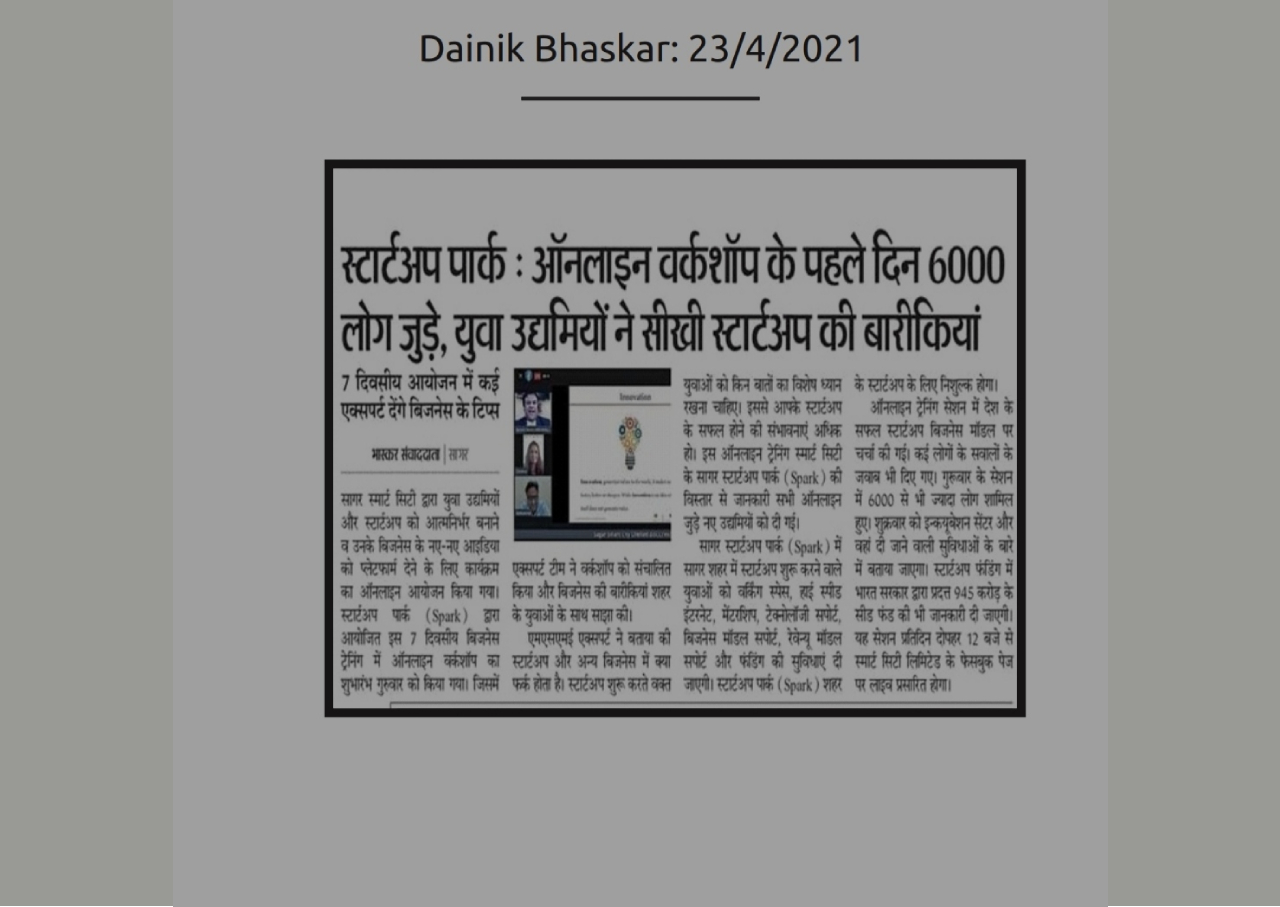 Dainik Bhaskar: 23/4/2021
स्टार्टअप पार्क : ऑनलाइन वर्कशॉप के पहले दिन 6000
लोग जुड़े, युवा उद्यमियों ने सीखी स्टार्टअप की बारीकियां
7 दिवसीय आयोजन में कई
एक्सपर्ट देंगे बिजनेस के टिप्स
भास्कर संवाददाता | सागर
सागर स्मार्ट सिटी द्वारा युवा उद्यमियों
और स्टार्टअप को आत्मनिर्भर बनाने
व उनके बिजनेस के नए-नए आइडिया
को प्लेटफार्म देने के लिए कार्यक्रम
का ऑनलाइन आयोजन किया गया।
स्टार्टअप पार्क (Spark) द्वारा
आयोजित इस 7 दिवसीय बिजनेस
ट्रेनिंग में ऑनलाइन वर्कशॉप का
शुभारंभ गुरुवार को किया गया। जिसमें
Innovation
एक्सपर्ट टीम ने वर्कशॉप को संचालित
किया और बिजनेस की बारीकियां शहर
के युवाओं के साथ साझा की।
एमएसएमई एक्सपर्ट ने बताया की
स्टार्टअप और अन्य बिजनेस में क्या
फर्क होता है। स्टार्टअप शुरू करते वक्त
युवाओं को किन बातों का विशेष ध्यान
रखना चाहिए। इससे आपके स्टार्टअप
के सफल होने की संभावनाएं अधिक
हो। इस ऑनलाइन ट्रेनिंग स्मार्ट सिटी
के सागर स्टार्टअप पार्क (Spark) की
विस्तार से जानकारी सभी ऑनलाइन
जुड़े नए उद्यमियों को दी गई।
सागर स्टार्टअप पार्क (Spark) में
सागर शहर में स्टार्टअप शुरू करने वाले
युवाओं को वर्किंग स्पेस, हाई स्पीड
इंटरनेट, मेंटरशिप, टेक्नोलॉजी सपोर्ट,
बिजनेस मॉडल सपोर्ट, रेवेन्यू मॉडल
सपोर्ट और फंडिंग की सुविधाएं दी
जाएगी। स्टार्टअप पार्क (Spark) शहर
के स्टार्टअप के लिए निशुल्क होगा।
ऑनलाइन ट्रेनिंग सेशन में देश के
सफल स्टार्टअप बिजनेस मॉडल पर
चर्चा की गई। कई लोगों के सवालों के
जवाब भी दिए गए। गुरूवार के सेशन
में 6000 से भी ज्यादा लोग शामिल
हुए। शुक्रवार को इन्क्यूबेशन सेंटर और
वहां दी जाने वाली सुविधाओं के बारे
में बताया जाएगा। स्टार्टअप फंडिंग में
भारत सरकार द्वारा प्रदत्त 945 करोड़ के
सीड फंड की भी जानकारी दी जाएगी।
यह सेशन प्रतिदिन दोपहर 12 बजे से
स्मार्ट सिटी लिमिटेड के फेसबुक पेज
पर लाइव प्रसारित होगा।